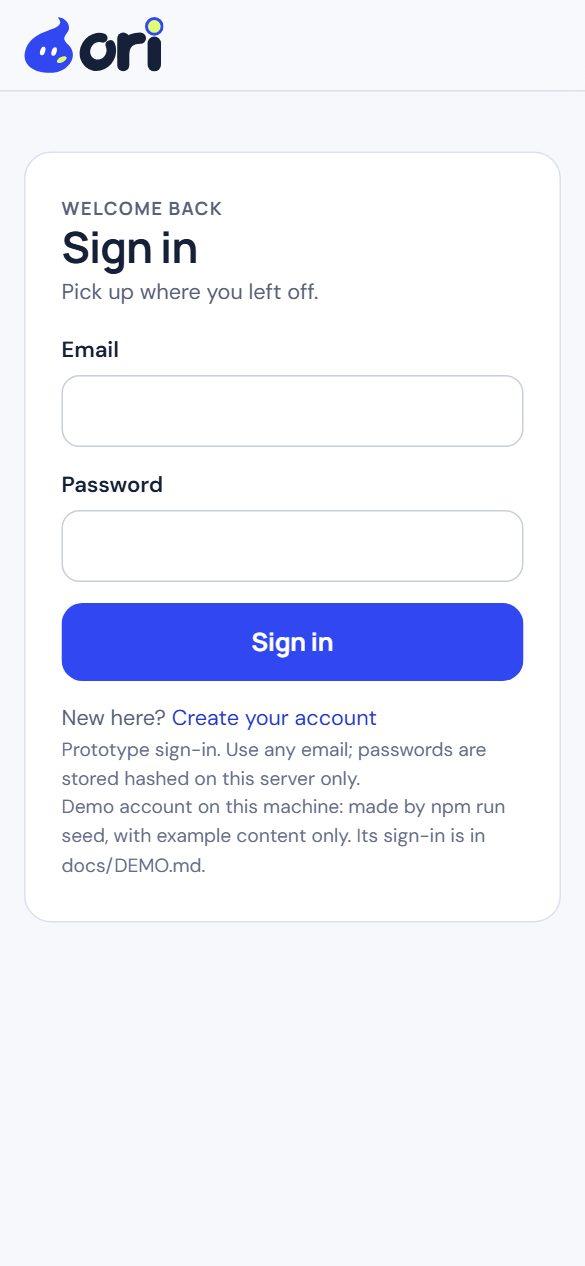 ori
WELCOME BACK
Sign in
Pick up where you left off.
Email
Password
Sign in
New here? Create your account
Prototype sign-in. Use any email; passwords are
stored hashed on this server only.
Demo account on this machine: made by npm run
seed, with example content only. Its sign-in is in
docs/DEMO.md.